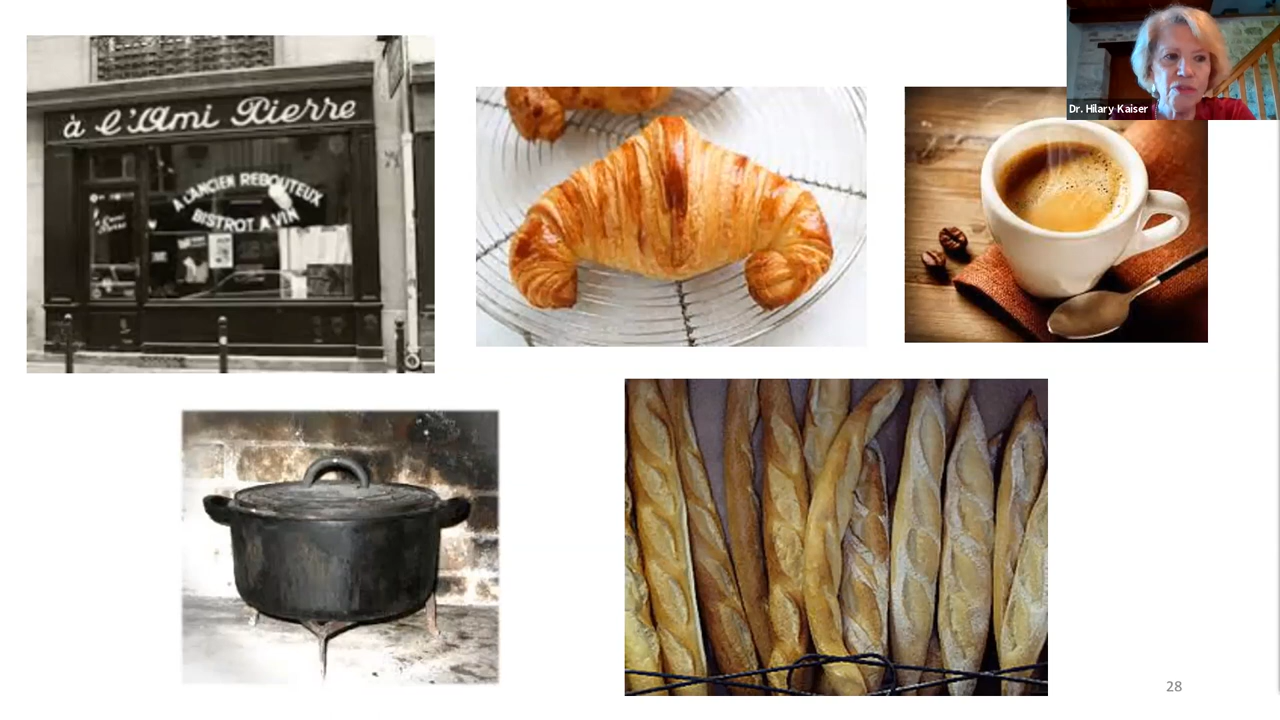 à l'Ami Pierre
A L'ANCIEN REBOUTEUX
BISTROT A VIN
Dr. Hilary Kaiser
28